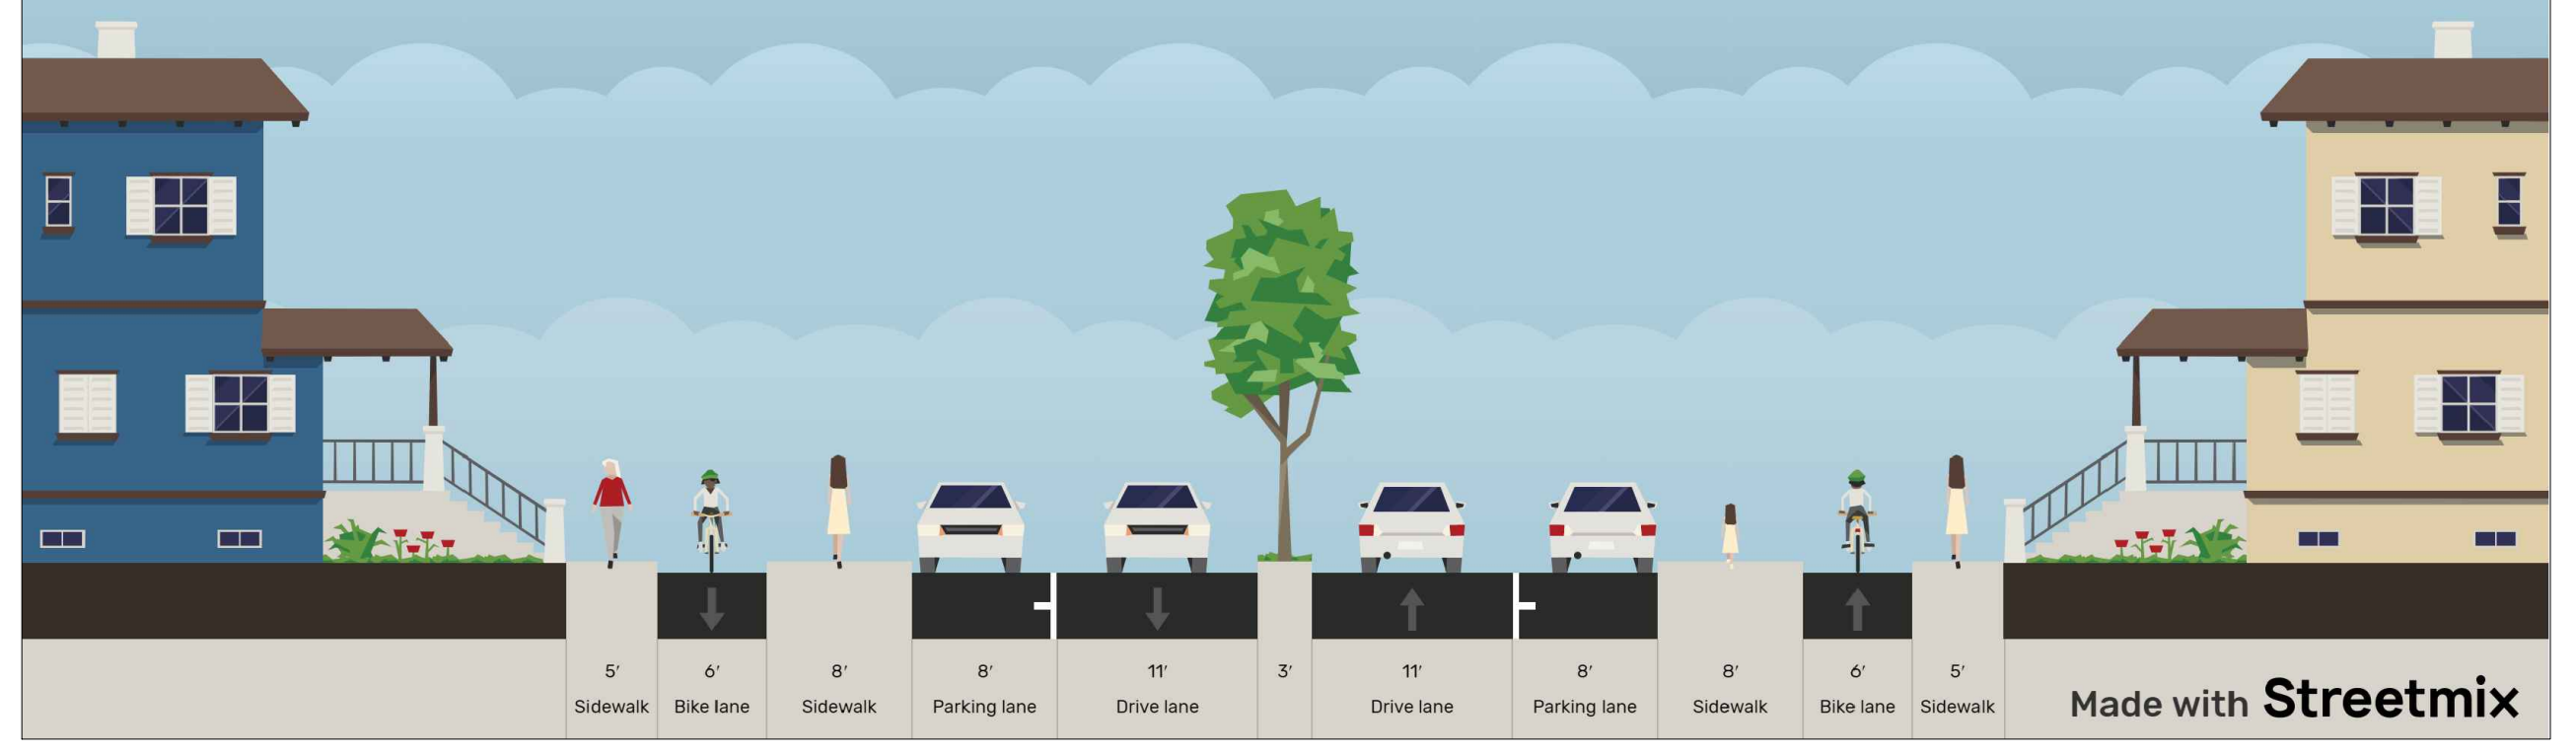 5′ 6′ 8′ 8′ 11′ 3′ 11′ 8′ 8′ 6′ 5′
Sidewalk Bike lane Sidewalk Parking lane Drive lane Drive lane Parking lane Sidewalk Bike lane Sidewalk
Made with Streetmix